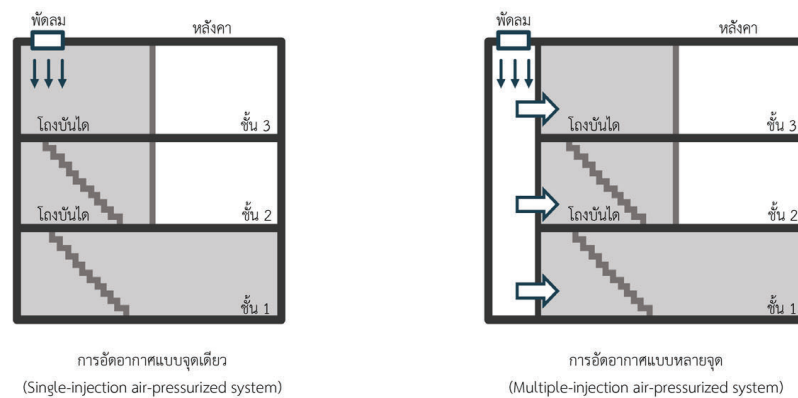 พัดลม
หลังคา
โถงบันได
ชั้น 3
โถงบันได
ชั้น 2
ชั้น 1
การอัดอากาศแบบจุดเดียว
(Single-injection air-pressurized system)
พัดลม
หลังคา
โถงบันได
ชั้น 3
โถงบันได
ชั้น 2
ชั้น 1
การอัดอากาศแบบหลายจุด
(Multiple-injection air-pressurized system)